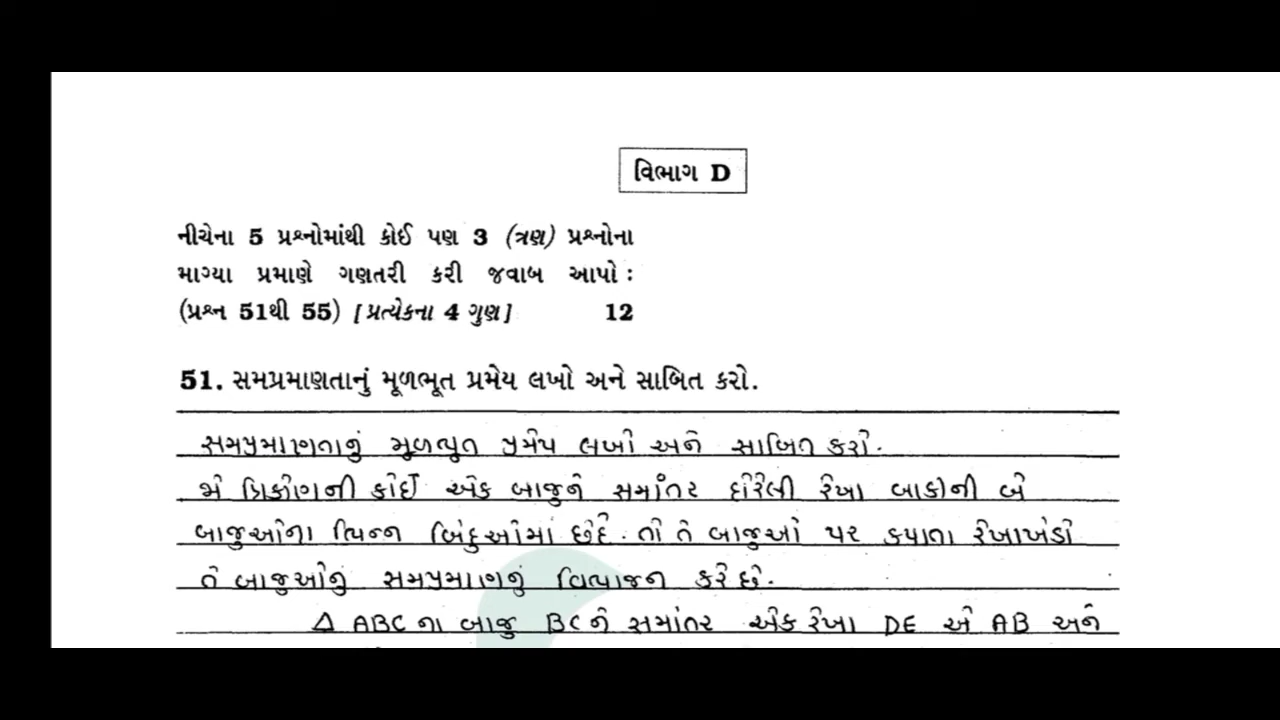 વિભાગ D
નીચેના 5 પ્રશ્નોમાંથી કોઈ પણ 3 (ત્રણ) પ્રશ્નોના
માગ્યા પ્રમાણે ગણતરી કરી જવાબ આપો :
(પ્રશ્ન 51થી 55) [પ્રત્યેકના 4 ગુણ] 12
51. સમપ્રમાણતાનું મૂળભૂત પ્રમેય લખો અને સાબિત કરો.
સમપ્રમાણતાનું મૂળભૂત પ્રમેય લખો અને સાબિત કરો.
જો ત્રિકોણની કોઈ એક બાજુને સમાંતર દોરેલી રેખા બાકીની બે
બાજુઓના ભિન્ન બિંદુઓમાં છેદે. તો તે બાજુઓ પર કપાતા રેખાખંડો
તે બાજુઓનું સમપ્રમાણનું વિભાજન કરે છે.
Δ ABC ના બાજુ BC ને સમાંતર એક રેખા DE એ AB અને